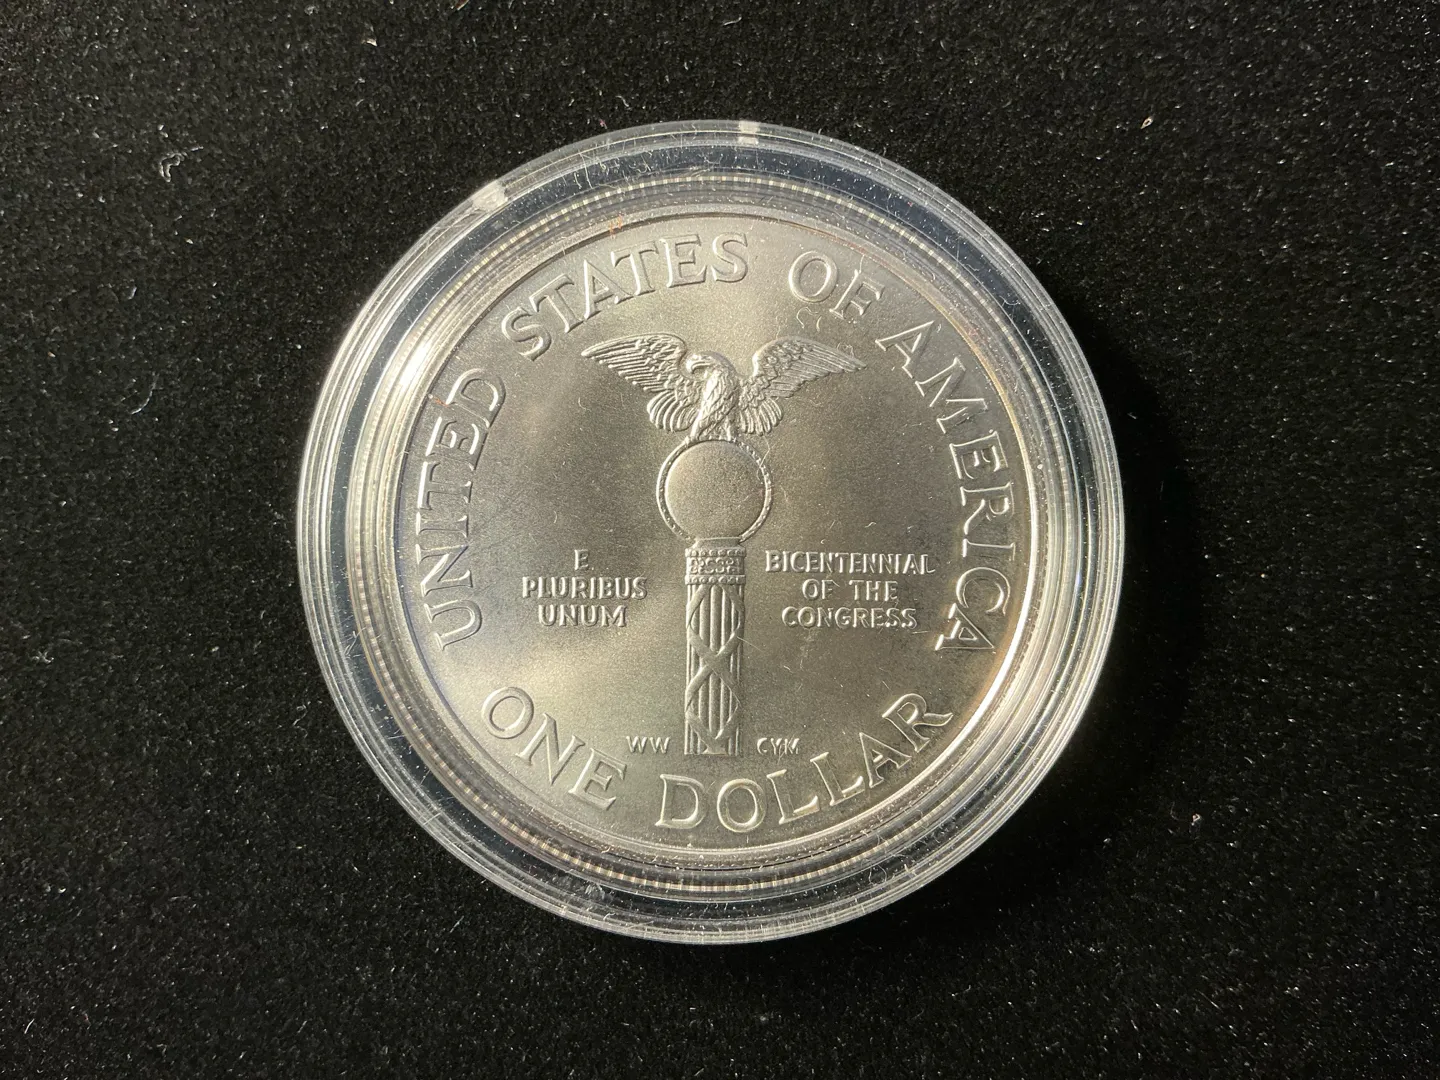 UNITED STATES OF AMERICA
E
PLURIBUS
UNUM
BICENTENNIAL
OF THE
CONGRESS
WW
CYM
ONE DOLLAR